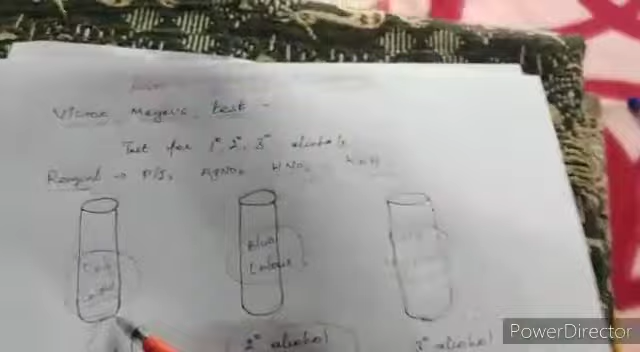 Victor Meyer's test -
Test for 1° 2° 3° alcohols
Reagent → P/I₂ AgNO₂ HNO₂ KOH
Blue
Colour
2° alcohol
3° alcohol
PowerDirector